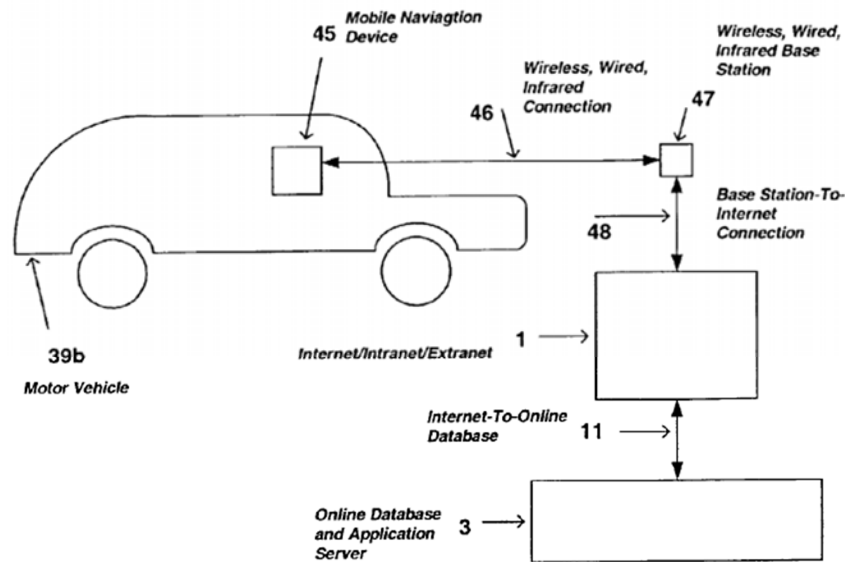 45
Mobile Naviagtion
Device
Wireless, Wired,
Infrared Base
Station
Wireless, Wired,
Infrared
Connection
46
47
Base Station-To-
Internet
Connection
48
39b
Motor Vehicle
Internet/Intranet/Extranet
1
Internet-To-Online
Database
11
Online Database
and Application
Server
3